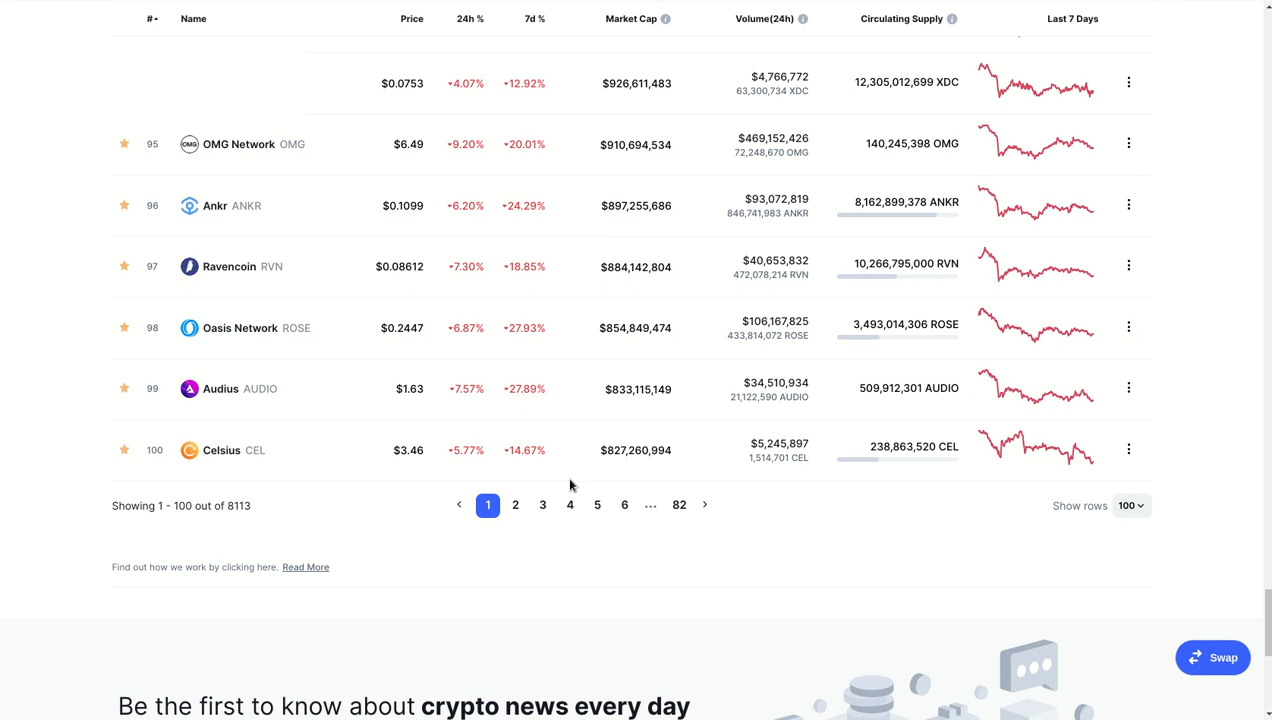 # Name Price 24h % 7d % Market Cap Volume(24h) Circulating Supply Last 7 Days
$0.0753 4.07% 12.92% $926,611,483 $4,766,772 12,305,012,699 XDC
63,300,734 XDC
95 OMG OMG Network OMG $6.49 9.20% 20.01% $910,694,534 $469,152,426 140,245,398 OMG
72,248,670 OMG
96 Ankr ANKR $0.1099 6.20% 24.29% $897,255,686 $93,072,819 8,162,899,378 ANKR
846,741,983 ANKR
97 Ravencoin RVN $0.08612 7.30% 18.85% $884,142,804 $40,653,832 10,266,795,000 RVN
472,078,214 RVN
98 Oasis Network ROSE $0.2447 6.87% 27.93% $854,849,474 $106,167,825 3,493,014,306 ROSE
433,814,072 ROSE
99 Audius AUDIO $1.63 7.57% 27.89% $833,115,149 $34,510,934 509,912,301 AUDIO
21,122,590 AUDIO
100 Celsius CEL $3.46 5.77% 14.67% $827,260,994 $5,245,897 238,863,520 CEL
1,514,701 CEL
Showing 1 - 100 out of 8113 1 2 3 4 5 6 ... 82 Show rows 100
Find out how we work by clicking here. Read More
Swap
Be the first to know about crypto news every day